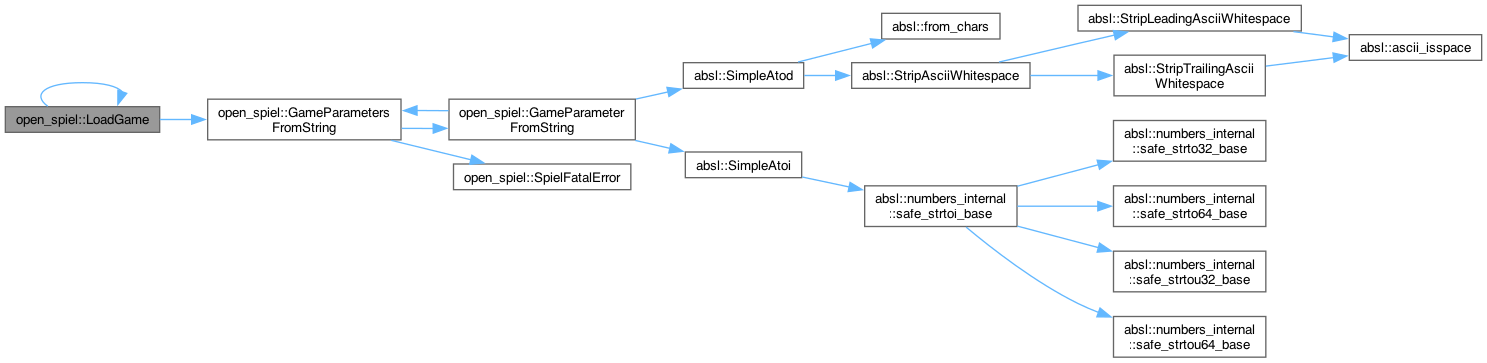 open_spiel::LoadGame
open_spiel::GameParameters
FromString
open_spiel::GameParameter
FromString
open_spiel::SpielFatalError
absl::SimpleAtod
absl::SimpleAtoi
absl::from_chars
absl::StripAsciiWhitespace
absl::numbers_internal
::safe_strtoi_base
absl::StripLeadingAsciiWhitespace
absl::StripTrailingAscii
Whitespace
absl::ascii_isspace
absl::numbers_internal
::safe_strto32_base
absl::numbers_internal
::safe_strto64_base
absl::numbers_internal
::safe_strtou32_base
absl::numbers_internal
::safe_strtou64_base